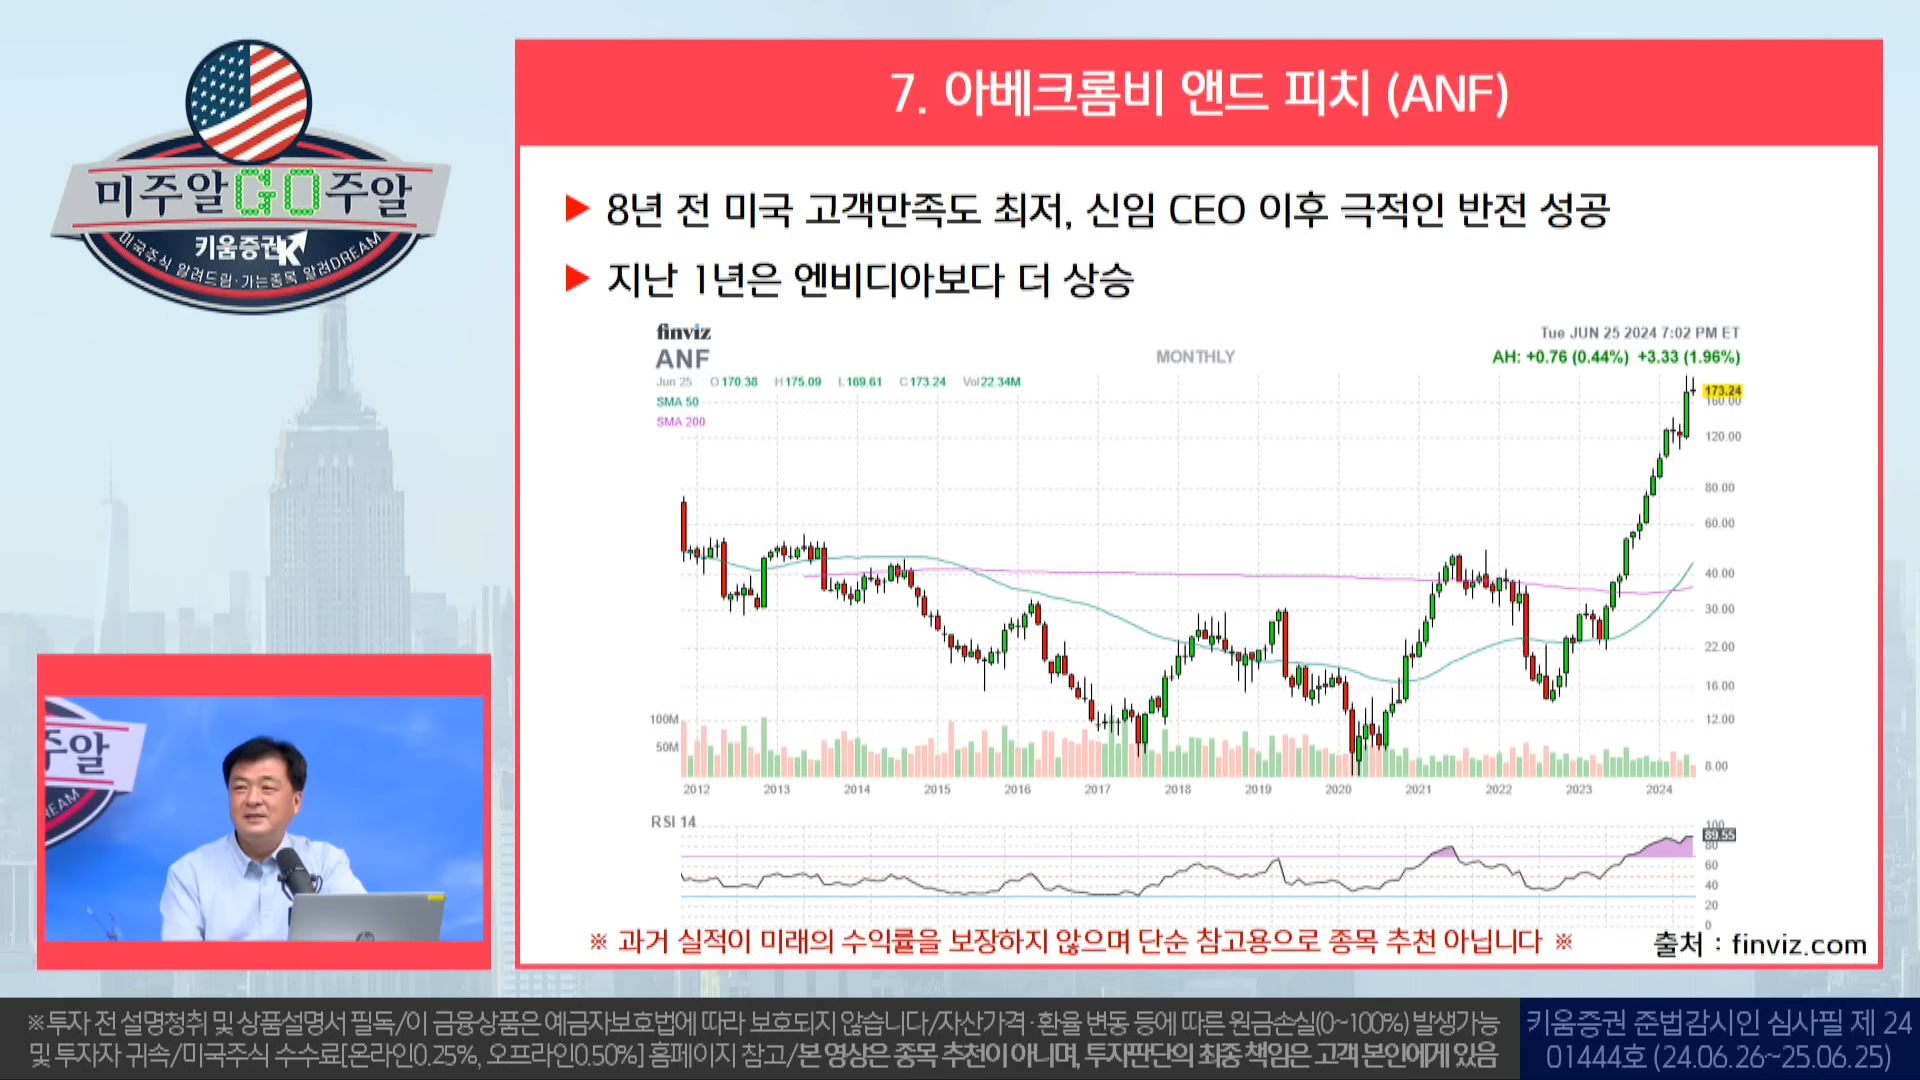 미주알GO주알
키움증권
미국주식 알려드림·가는종목 알려DREAM
7. 아베크롬비 앤드 피치 (ANF)
▶ 8년 전 미국 고객만족도 최저, 신임 CEO 이후 극적인 반전 성공
▶ 지난 1년은 엔비디아보다 더 상승
finviz
Tue JUN 25 2024 7:02 PM ET
ANF
MONTHLY
AH: +0.76 (0.44%) +3.33 (1.96%)
Jun 25 O 170.38 H 175.09 L 169.61 C 173.24 Vol 22.34M
SMA 50
SMA 200
173.24
160.00
120.00
80.00
60.00
40.00
30.00
22.00
16.00
12.00
8.00
100M
50M
2012 2013 2014 2015 2016 2017 2018 2019 2020 2021 2022 2023 2024
RSI 14
100
89.55
80
60
40
20
0
※ 과거 실적이 미래의 수익률을 보장하지 않으며 단순 참고용으로 종목 추천 아닙니다 ※
출처 : finviz.com
주알
DREAM
hp
※투자 전 설명청취 및 상품설명서 필독/이 금융상품은 예금자보호법에 따라 보호되지 않습니다/자산가격·환율 변동 등에 따른 원금손실(0~100%) 발생가능
및 투자자 귀속/미국주식 수수료[온라인0.25%, 오프라인0.50%] 홈페이지 참고/본 영상은 종목 추천이 아니며, 투자판단의 최종 책임은 고객 본인에게 있음
키움증권 준법감시인 심사필 제 24
01444호 (24.06.26~25.06.25)